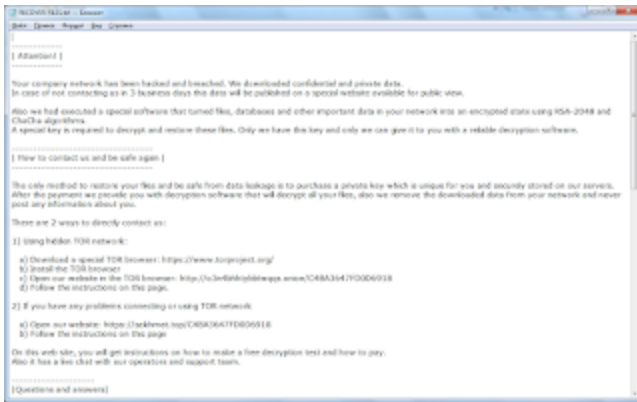 | Attention! |
Your company network has been hacked and breached. We downloaded confidential and private data.
In case of not contacting us in 3 business days this data will be published on a special website available for public view.
Also we had executed a special software that turned files, databases and other important data in your network into an encrypted state using RSA-2048 and
ChaCha algorithms.
A special key is required to decrypt and restore these files. Only we have this key and only we can give it to you with a reliable decryption software.
| How to contact us and be safe again |
The only method to restore your files and be safe from data leakage is to purchase a private key which is unique for you and securely stored on our servers.
After the payment we provide you with decryption software that will decrypt all your files, also we remove the downloaded data from your network and never
post any information about you.
There are 2 ways to directly contact us:
1) Using hidden TOR network:
a) Download a special TOR browser: https://www.torproject.org/
b) Install the TOR browser
c) Open our website in the TOR browser:
d) Follow the instructions on this page.
2) If you have any problems connecting or using TOR network
a) Open our website:
b) Follow the instructions on this page
On this web site, you will get instructions on how to make a free decryption test and how to pay.
Also it has a live chat with our operators and support team.
|Questions and answers|